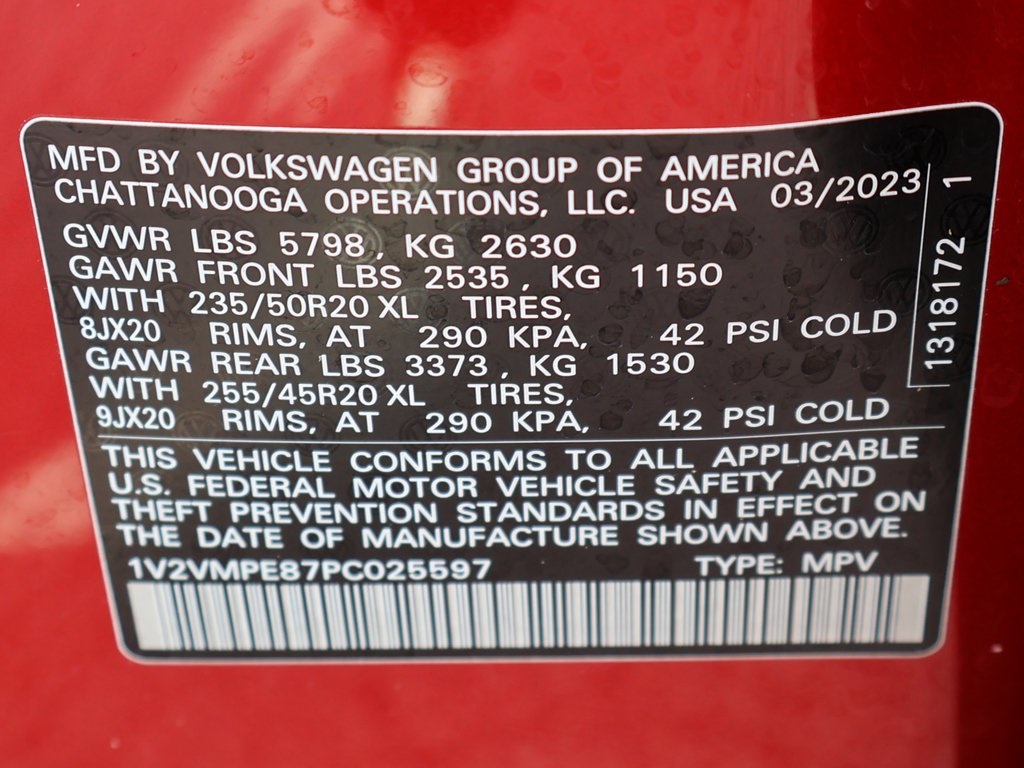 MFD BY VOLKSWAGEN GROUP OF AMERICA
CHATTANOOGA OPERATIONS, LLC. USA 03/2023
GVWR LBS 5798, KG 2630
GAWR FRONT LBS 2535, KG 1150
WITH 235/50R20 XL TIRES,
8JX20 RIMS, AT 290 KPA, 42 PSI COLD
GAWR REAR LBS 3373, KG 1530
WITH 255/45R20 XL TIRES,
9JX20 RIMS, AT 290 KPA, 42 PSI COLD
1318172 1
THIS VEHICLE CONFORMS TO ALL APPLICABLE
U.S. FEDERAL MOTOR VEHICLE SAFETY AND
THEFT PREVENTION STANDARDS IN EFFECT ON
THE DATE OF MANUFACTURE SHOWN ABOVE.
1V2VMPE87PC025597 TYPE: MPV